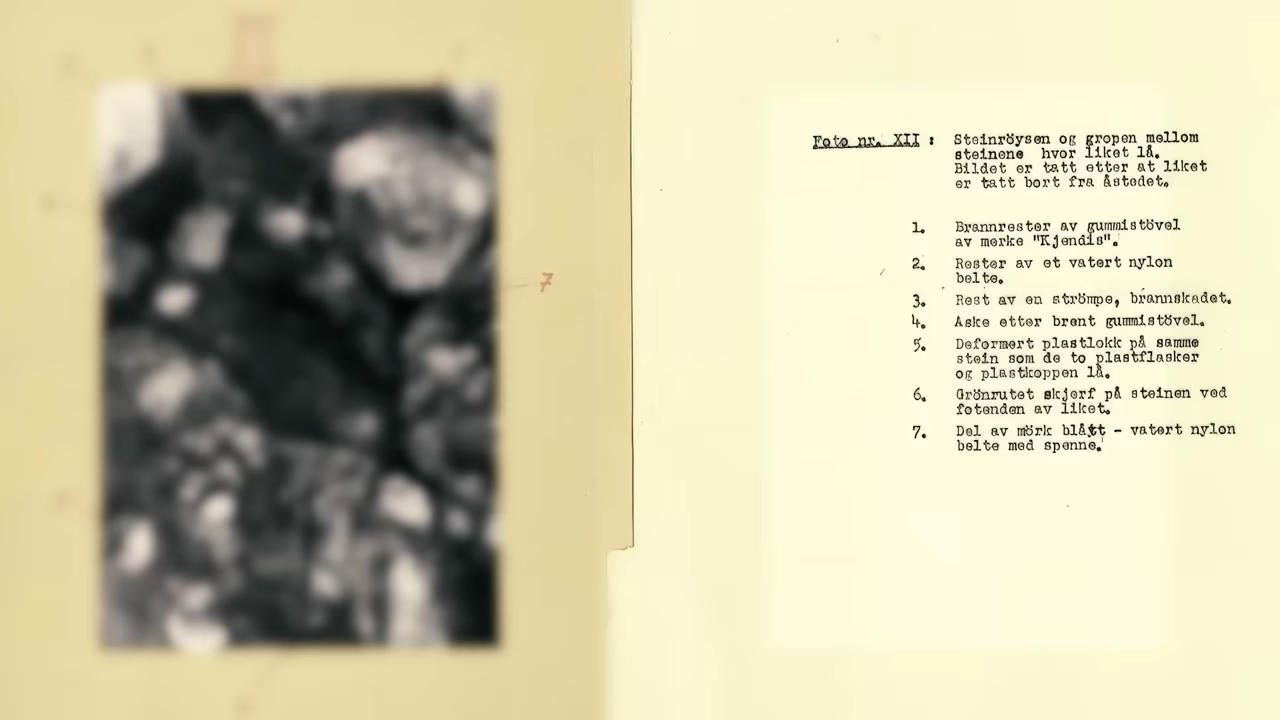 7
Foto nr. XII : Steinröysen og gropen mellom
steinene hvor liket lå.
Bildet er tatt etter at liket
er tatt bort fra åstedet.
1. Brannrester av gummistövel
av merke "Kjendis".
2. Rester av et vatert nylon
belte.
3. Rest av en strömpe, brannskadet.
4. Aske etter brent gummistövel.
5. Deformert plastlokk på samme
stein som de to plastflasker
og plastkoppen lå.
6. Grönrutet skjerf på steinen ved
fotenden av liket.
7. Del av mörk blått - vatert nylon
belte med spenne.